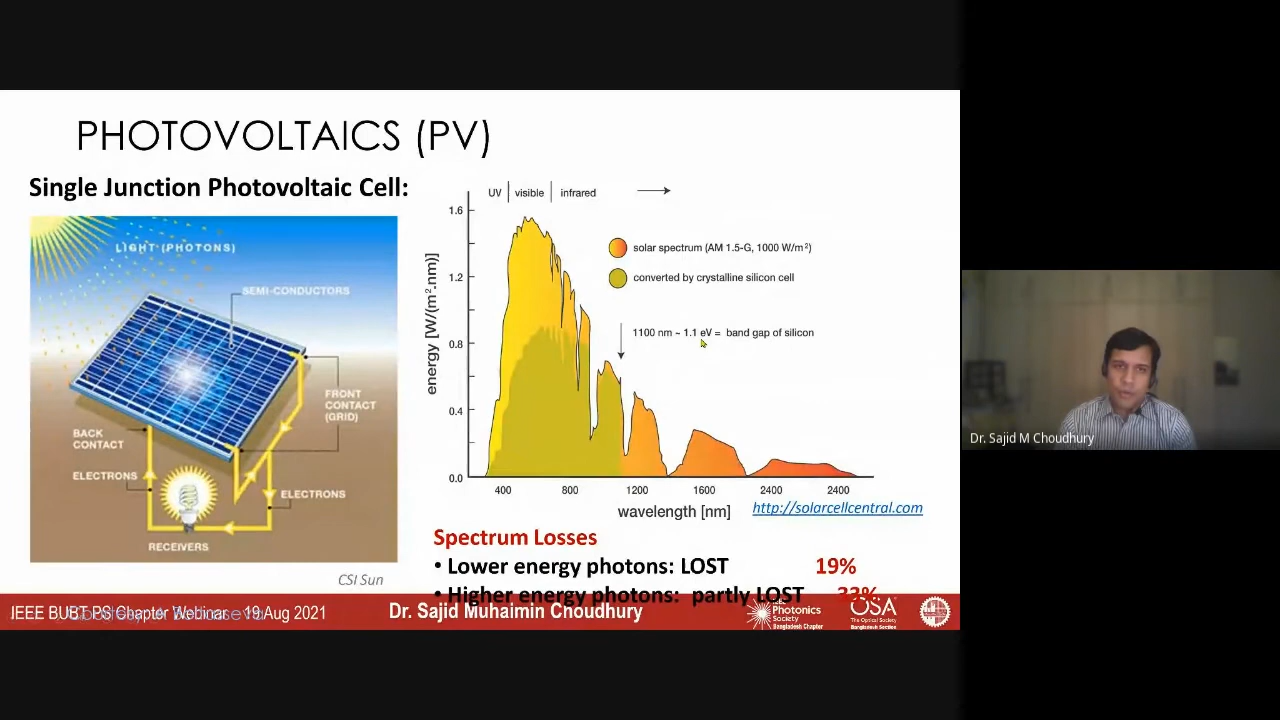 PHOTOVOLTAICS (PV)
Single Junction Photovoltaic Cell:
LIGHT (PHOTONS)
SEMI-CONDUCTORS
FRONT
CONTACT
(GRID)
BACK
CONTACT
ELECTRONS
ELECTRONS
RECEIVERS
CSI Sun
UV | visible | infrared
solar spectrum (AM 1.5-G, 1000 W/m²)
converted by crystalline silicon cell
1100 nm ~ 1.1 eV = band gap of silicon
energy [W/(m².nm)]
1.6
1.2
0.8
0.4
0.0
400 800 1200 1600 2400 2400
wavelength [nm]
http://solarcellcentral.com
Spectrum Losses
• Lower energy photons: LOST 19%
• Higher energy photons: partly LOST 33%
IEEE BUBT PS Chapter Webinar 19 Aug 2021
Dr. Sajid Muhaimin Choudhury
Photonics
Society
Bangladesh Chapter
OSA
The Optical Society
Bangladesh Section
Dr. Sajid M Choudhury